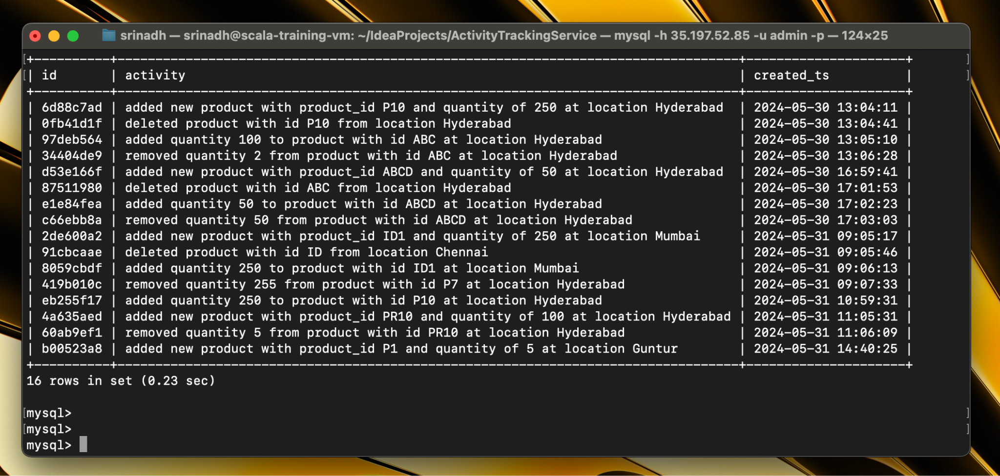 srinadh — srinadh@scala-training-vm: ~/IdeaProjects/ActivityTrackingService — mysql -h 35.197.52.85 -u admin -p — 124×25
[+----------+----------------------------------------------------------------------------------+---------------------+ ]
[| id       | activity                                                                         | created_ts          | ]
+----------+----------------------------------------------------------------------------------+---------------------+
| 6d88c7ad | added new product with product_id P10 and quantity of 250 at location Hyderabad  | 2024-05-30 13:04:11 |
| 0fb41d1f | deleted product with id P10 from location Hyderabad                              | 2024-05-30 13:04:41 |
| 97deb564 | added quantity 100 to product with id ABC at location Hyderabad                  | 2024-05-30 13:05:10 |
| 34404de9 | removed quantity 2 from product with id ABC at location Hyderabad                | 2024-05-30 13:06:28 |
| d53e166f | added new product with product_id ABCD and quantity of 50 at location Hyderabad  | 2024-05-30 16:59:41 |
| 87511980 | deleted product with id ABC from location Hyderabad                              | 2024-05-30 17:01:53 |
| e1e84fea | added quantity 50 to product with id ABCD at location Hyderabad                  | 2024-05-30 17:02:23 |
| c66ebb8a | removed quantity 50 from product with id ABCD at location Hyderabad              | 2024-05-30 17:03:03 |
| 2de600a2 | added new product with product_id ID1 and quantity of 250 at location Mumbai     | 2024-05-31 09:05:17 |
| 91cbcaae | deleted product with id ID from location Chennai                                 | 2024-05-31 09:05:46 |
| 8059cbdf | added quantity 250 to product with id ID1 at location Mumbai                     | 2024-05-31 09:06:13 |
| 419b010c | removed quantity 255 from product with id P7 at location Hyderabad               | 2024-05-31 09:07:33 |
| eb255f17 | added quantity 250 to product with id P10 at location Hyderabad                  | 2024-05-31 10:59:31 |
| 4a635aed | added new product with product_id PR10 and quantity of 100 at location Hyderabad | 2024-05-31 11:05:31 |
| 60ab9ef1 | removed quantity 5 from product with id PR10 at location Hyderabad               | 2024-05-31 11:06:09 |
| b00523a8 | added new product with product_id P1 and quantity of 5 at location Guntur        | 2024-05-31 14:40:25 |
+----------+----------------------------------------------------------------------------------+---------------------+
16 rows in set (0.23 sec)
[mysql> ]
[mysql> ]
mysql>